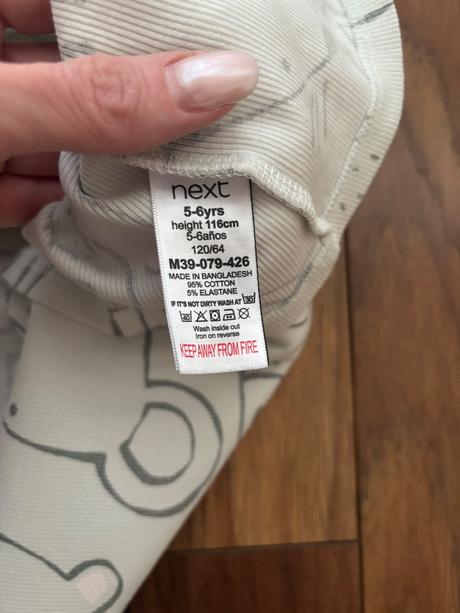 next
5-6yrs
height 116cm
5-6años
120/64
M39-079-426
MADE IN BANGLADESH
95% COTTON
5% ELASTANE
IF IT'S NOT DIRTY WASH AT
Wash inside out
Iron on reverse
KEEP AWAY FROM FIRE